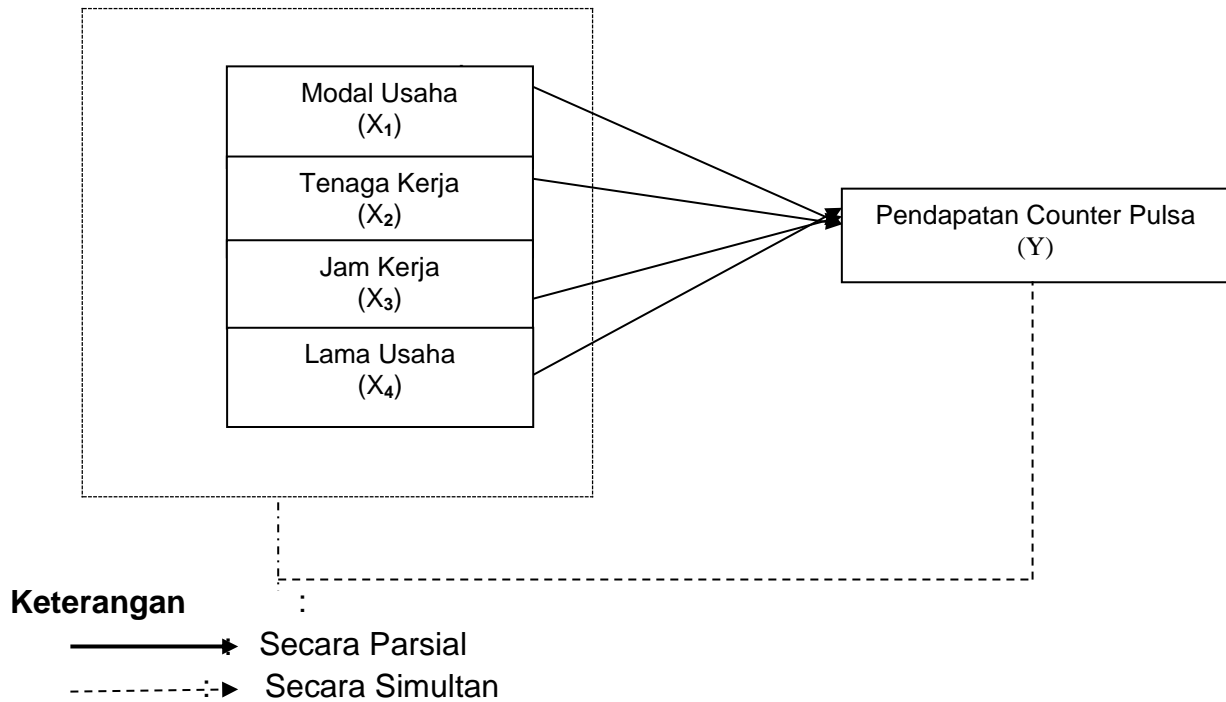 Modal Usaha
(X₁)
Tenaga Kerja
(X₂)
Jam Kerja
(X₃)
Lama Usaha
(X₄)
Pendapatan Counter Pulsa
(Y)
Keterangan :
: Secara Parsial
: Secara Simultan